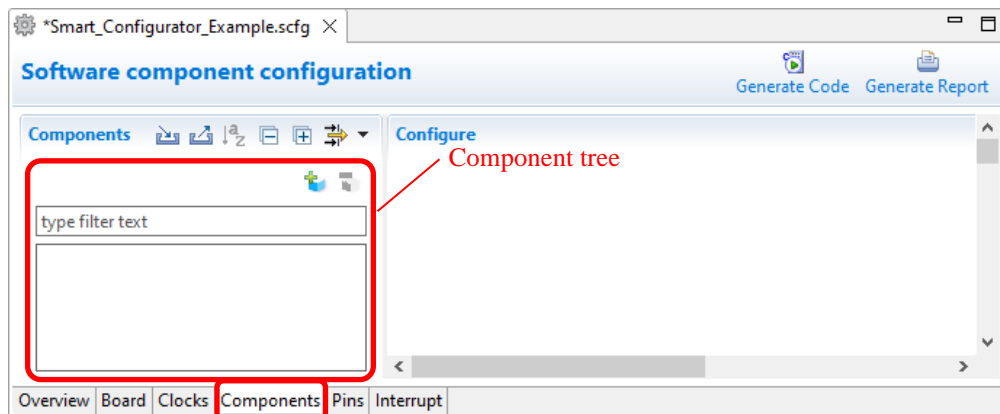 *Smart_Configurator_Example.scfg
Software component configuration
Generate Code Generate Report
Components
Configure
Component tree
type filter text
Overview Board Clocks Components Pins Interrupt